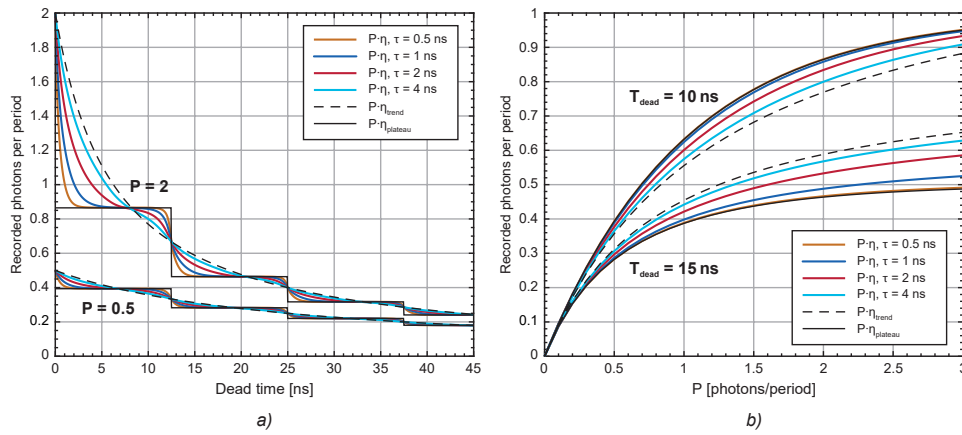 Recorded photons per period
2
1.8
1.6
1.4
1.2
1
0.8
0.6
0.4
0.2
0
P·η, τ = 0.5 ns
P·η, τ = 1 ns
P·η, τ = 2 ns
P·η, τ = 4 ns
P·ηtrend
P·ηplateau
P = 2
P = 0.5
0 5 10 15 20 25 30 35 40 45
Dead time [ns]
a)
Recorded photons per period
1
0.9
0.8
0.7
0.6
0.5
0.4
0.3
0.2
0.1
0
Tdead = 10 ns
Tdead = 15 ns
P·η, τ = 0.5 ns
P·η, τ = 1 ns
P·η, τ = 2 ns
P·η, τ = 4 ns
P·ηtrend
P·ηplateau
0 0.5 1 1.5 2 2.5 3
P [photons/period]
b)